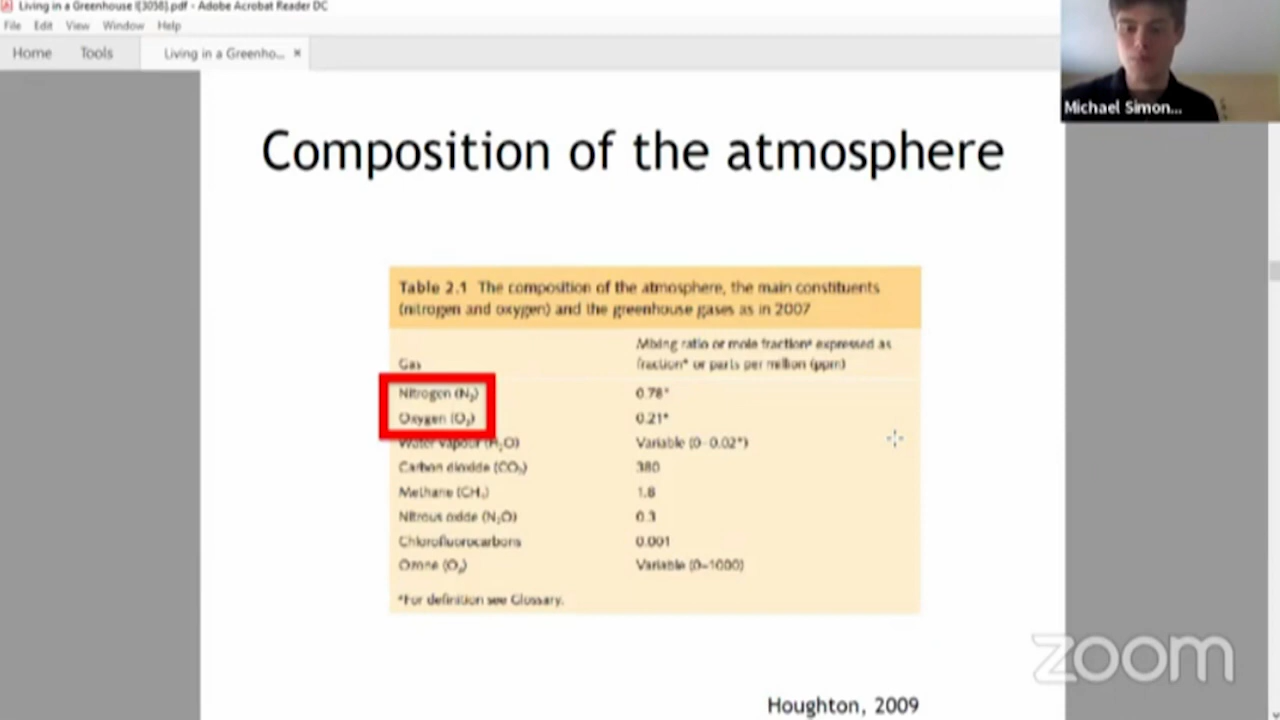 Living in a Greenhouse I[3058].pdf - Adobe Acrobat Reader DC
File Edit View Window Help
Home Tools Living in a Greenho... ×
Michael Simon...
Composition of the atmosphere
Table 2.1 The composition of the atmosphere, the main constituents
(nitrogen and oxygen) and the greenhouse gases as in 2007
Mixing ratio or mole fraction* expressed as
Gas fraction* or parts per million (ppm)
Nitrogen (N₂) 0.78*
Oxygen (O₂) 0.21*
Water vapour (H₂O) Variable (0–0.02*)
Carbon dioxide (CO₂) 380
Methane (CH₄) 1.8
Nitrous oxide (N₂O) 0.3
Chlorofluorocarbons 0.001
Ozone (O₃) Variable (0–1000)
*For definition see Glossary.
zoom
Houghton, 2009